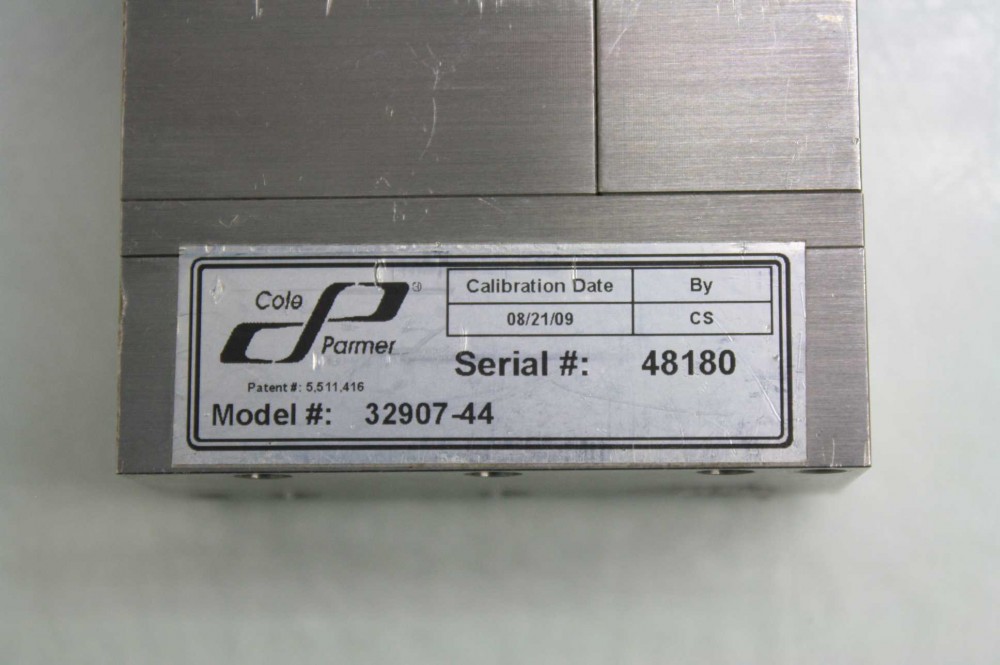 Cole
Parmer
®
Patent #: 5,511,416
Calibration Date By
08/21/09 CS
Serial #: 48180
Model #: 32907-44